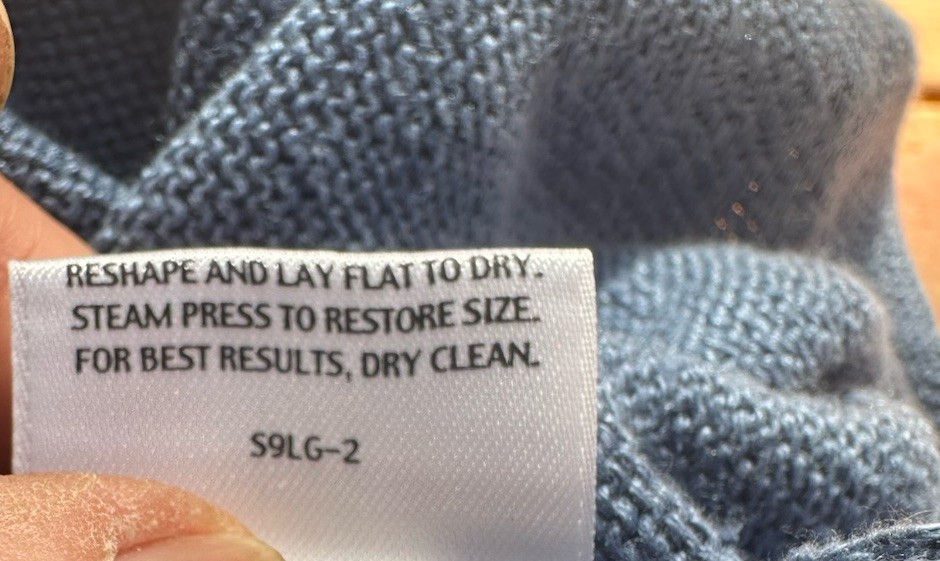 RESHAPE AND LAY FLAT TO DRY.
STEAM PRESS TO RESTORE SIZE.
FOR BEST RESULTS, DRY CLEAN.
S9LG-2